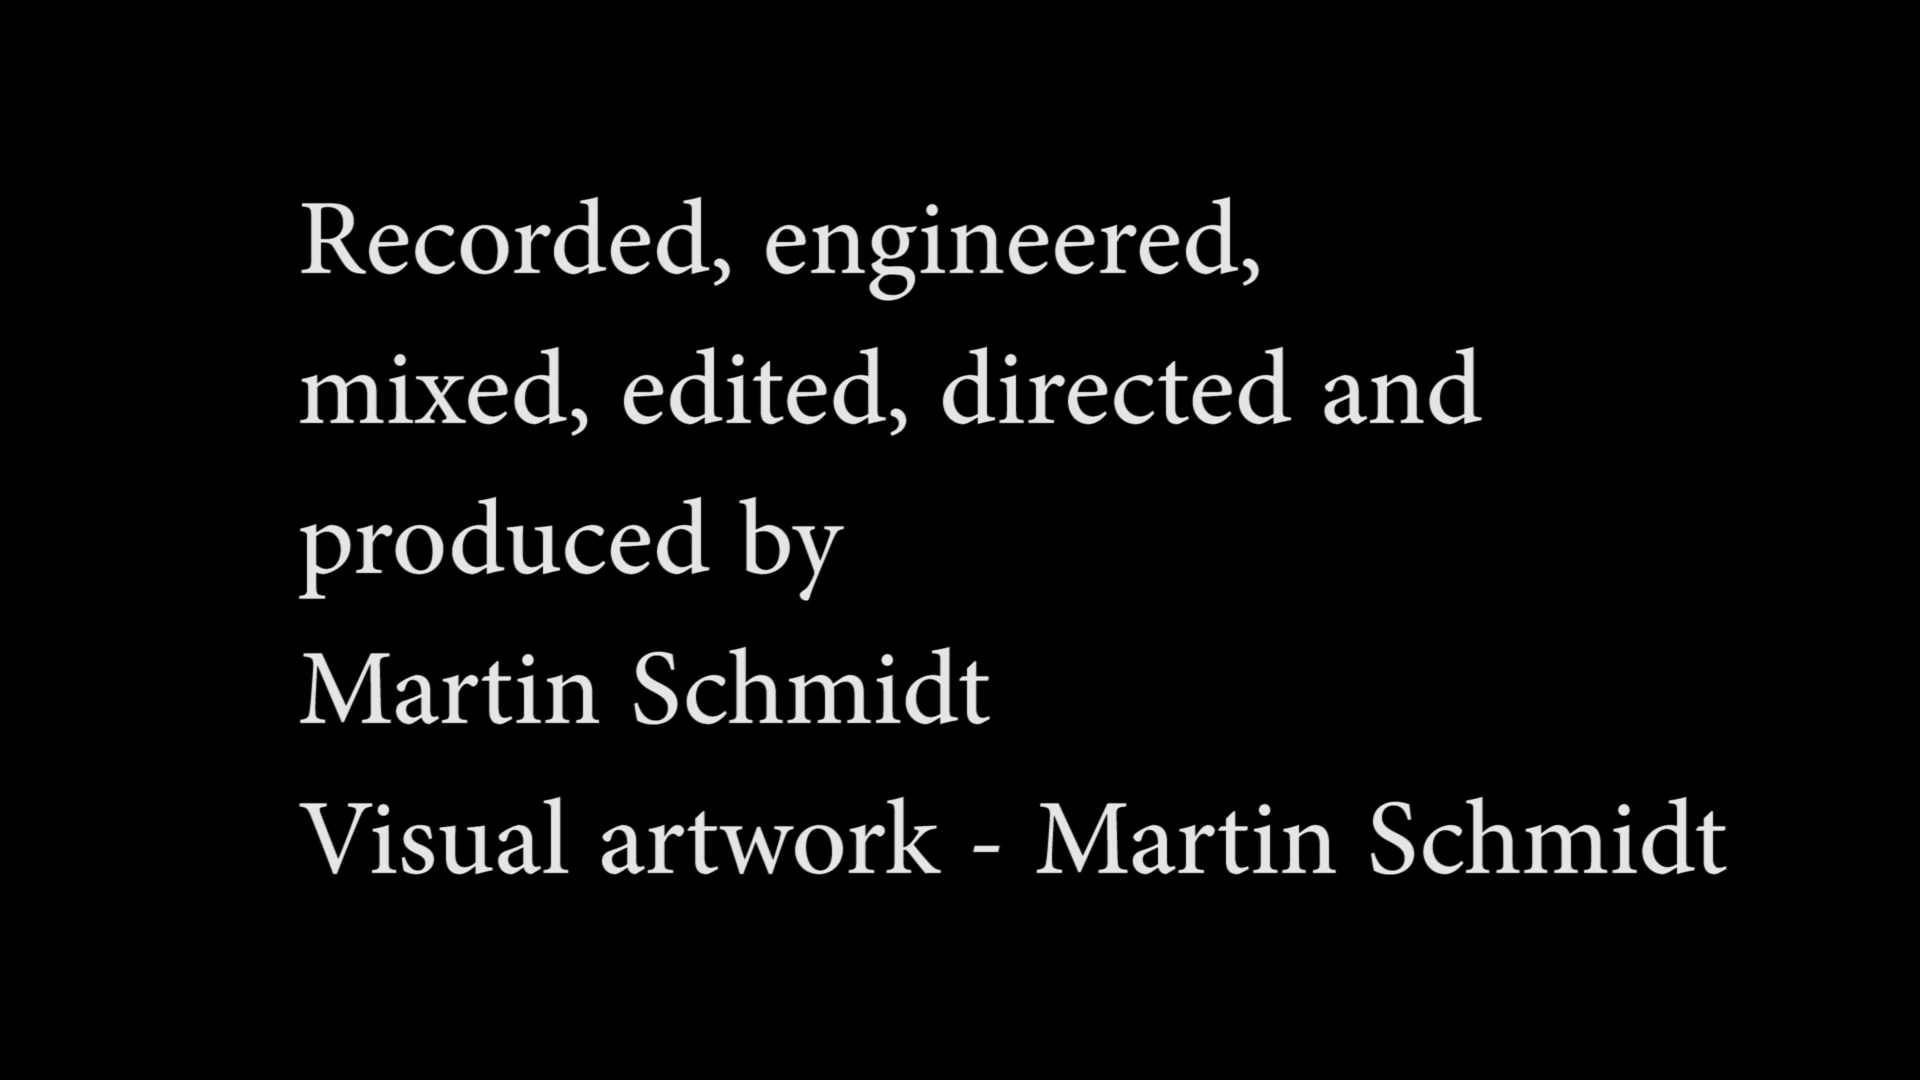 Recorded, engineered,
mixed, edited, directed and
produced by
Martin Schmidt
Visual artwork - Martin Schmidt